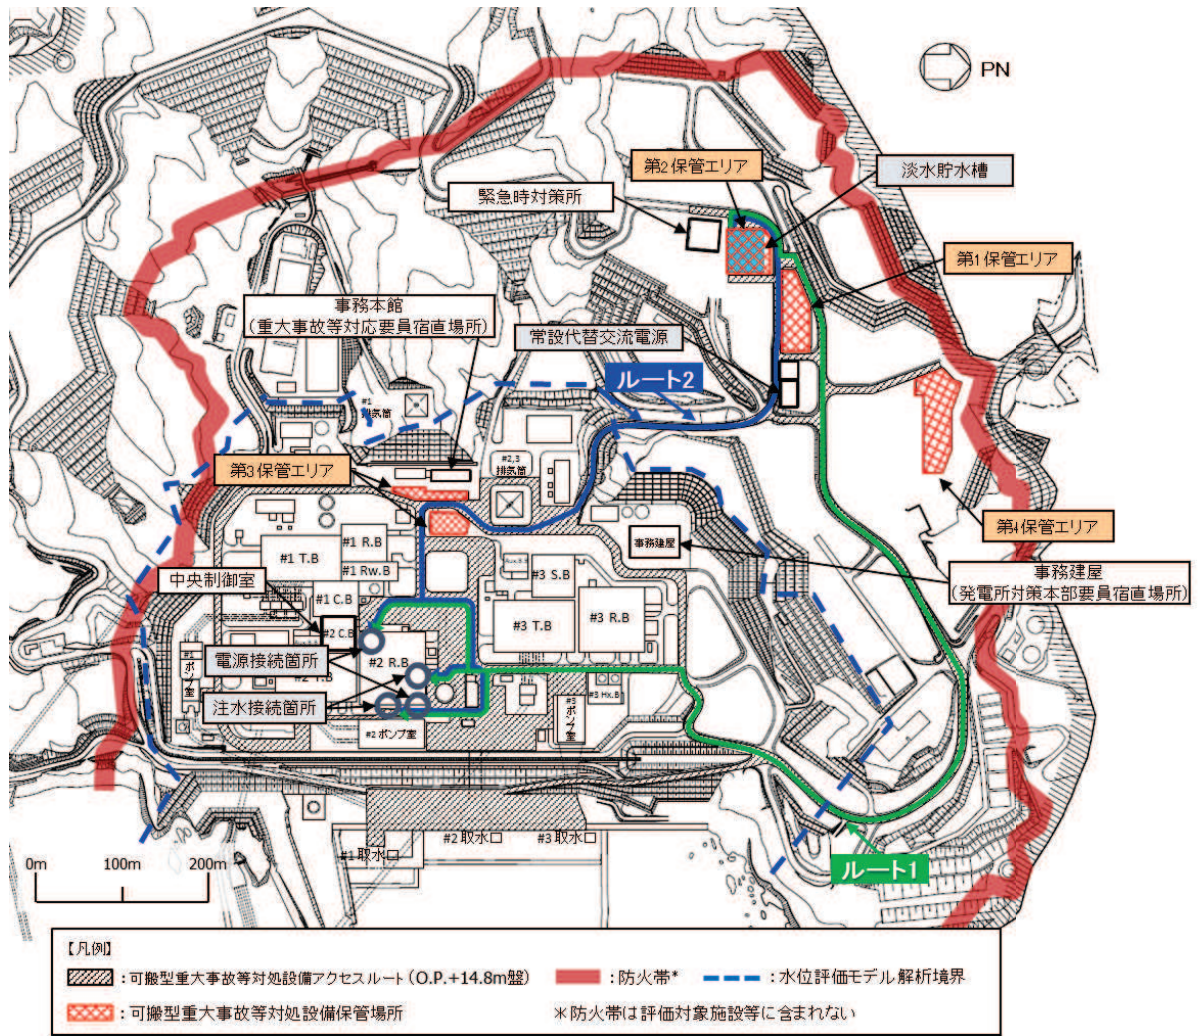 PN
第2保管エリア
淡水貯水槽
緊急時対策所
第1保管エリア
事務本館
(重大事故等対応要員宿直場所)
常設代替交流電源
ルート2
#1
排気筒
#2,3
排気筒
第3保管エリア
第4保管エリア
#1 R.B
#1 T.B
#1 Rw.B
事務建屋
事務建屋
(発電所対策本部要員宿直場所)
中央制御室
#1 C.B
#2 C.B
#3 S.B
#3 R.B
#3 T.B
電源接続箇所
#2 R.B
#2 T.B
#1
ポンプ室
注水接続箇所
#3 Hx.B
#3
ポンプ室
#2 ポンプ室
#1 取水口
#2 取水口
#3 取水口
ルート1
0m
100m
200m
【凡例】
:可搬型重大事故等対処設備アクセスルート(O.P.+14.8m盤)
:防火帯*
:水位評価モデル解析境界
:可搬型重大事故等対処設備保管場所
*防火帯は評価対象施設等に含まれない